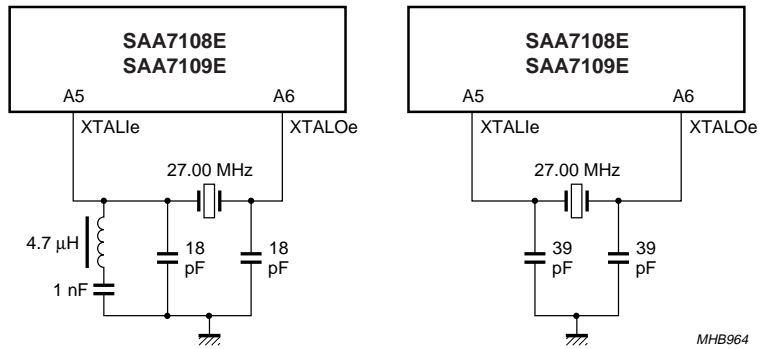 SAA7108E
SAA7109E
A5
A6
XTALIe
XTALOe
27.00 MHz
4.7 μH
18
pF
18
pF
1 nF
SAA7108E
SAA7109E
A5
A6
XTALIe
XTALOe
27.00 MHz
39
pF
39
pF
MHB964